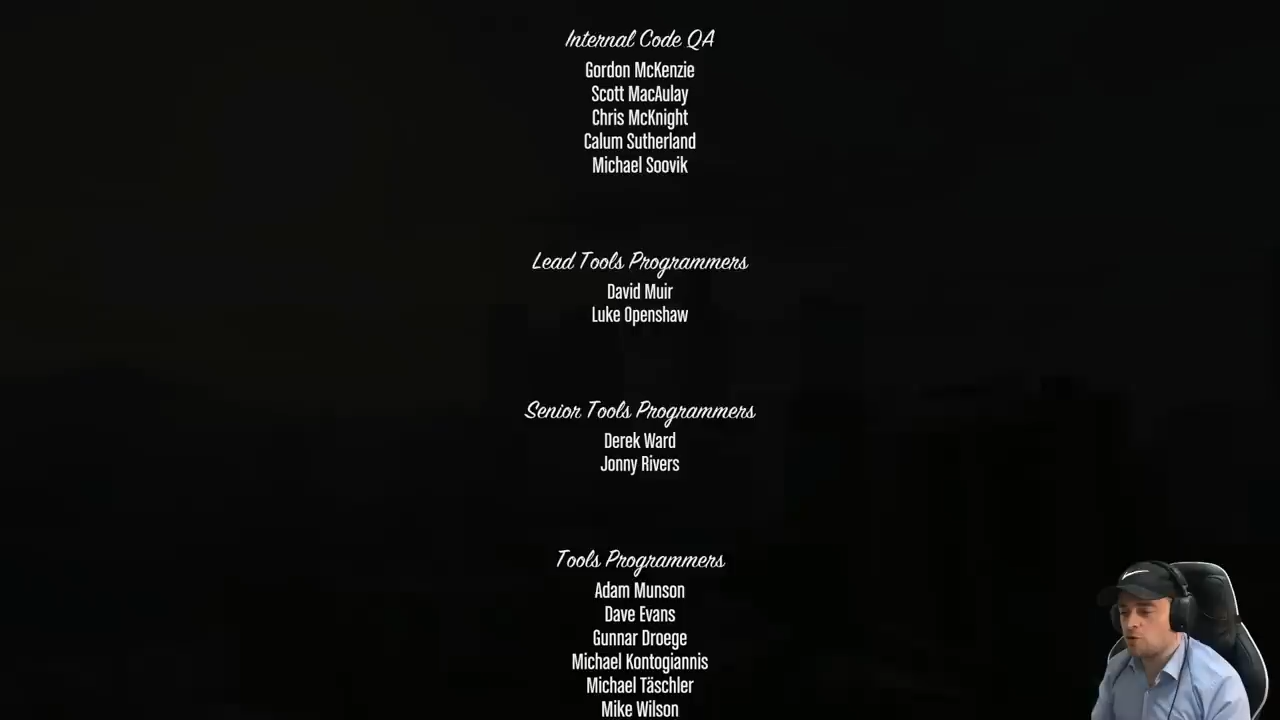 Internal Code QA
Gordon McKenzie
Scott MacAulay
Chris McKnight
Calum Sutherland
Michael Soovik
Lead Tools Programmers
David Muir
Luke Openshaw
Senior Tools Programmers
Derek Ward
Jonny Rivers
Tools Programmers
Adam Munson
Dave Evans
Gunnar Droege
Michael Kontogiannis
Michael Täschler
Mike Wilson